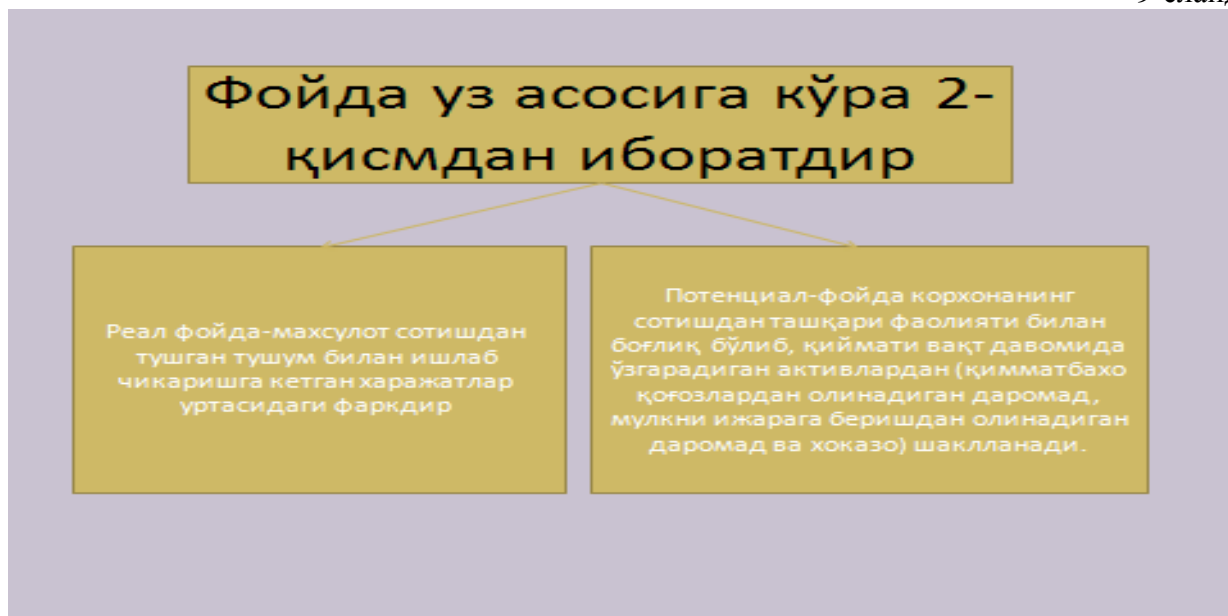 Фойда уз асосига кўра 2-
қисмдан иборатдир
Реал фойда-махсулот сотишдан
тушган тушум билан ишлаб
чикаришга кетган харажатлар
уртасидаги фаркдир
Потенциал-фойда корхонанинг
сотишдан ташқари фаолияти билан
боғлиқ бўлиб, қиймати вақт давомида
ўзгарадиган активлардан (қимматбахо
қоғозлардан олинадиган даромад,
мулкни ижарага беришдан олинадиган
даромад ва хоказо) шаклланади.